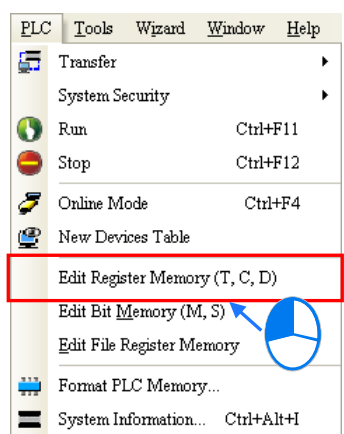 PLC Tools Wizard Window Help
Transfer
System Security
Run Ctrl+F11
Stop Ctrl+F12
Online Mode Ctrl+F4
New Devices Table
Edit Register Memory (T, C, D)
Edit Bit Memory (M, S)
Edit File Register Memory
Format PLC Memory...
System Information... Ctrl+Alt+I